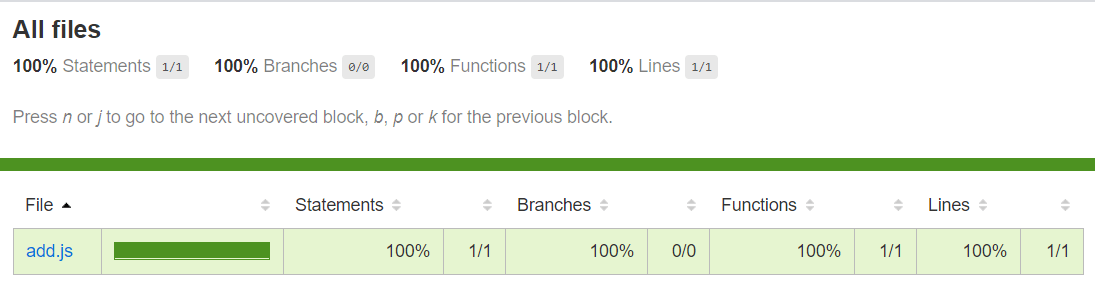 All files
100% Statements 1/1 100% Branches 0/0 100% Functions 1/1 100% Lines 1/1
Press n or j to go to the next uncovered block, b, p or k for the previous block.
File Statements Branches Functions Lines
add.js 100% 1/1 100% 0/0 100% 1/1 100% 1/1